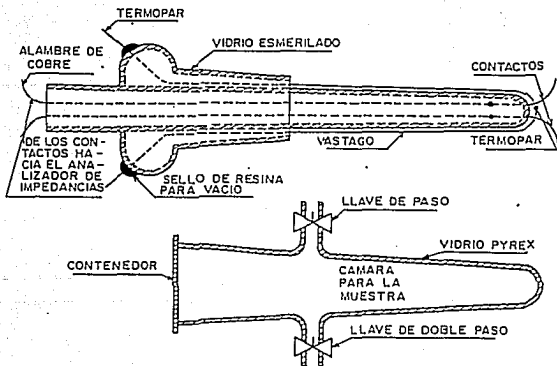 TERMOPAR
ALAMBRE DE
COBRE
VIDRIO ESMERILADO
CONTACTOS
DE LOS CON-
TACTOS HA-
CIA EL ANA-
LIZADOR DE
IMPEDANCIAS
SELLO DE RESINA
PARA VACIO
VASTAGO
TERMOPAR
LLAVE DE PASO
VIDRIO PYREX
CONTENEDOR
CAMARA
PARA LA
MUESTRA
LLAVE DE DOBLE PASO